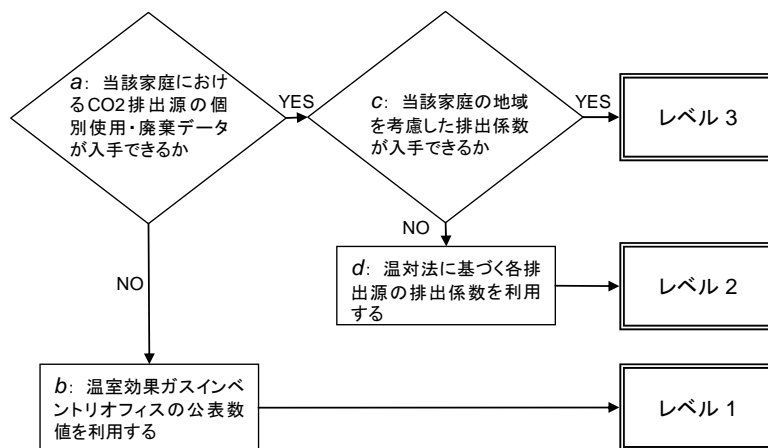 a: 当該家庭におけ
るCO2排出源の個
別使用・廃棄データ
が入手できるか
YES
c: 当該家庭の地域
を考慮した排出係数
が入手できるか
YES
レベル 3
NO
NO
d: 温対法に基づく各排
出源の排出係数を利用
する
レベル 2
b: 温室効果ガスインベ
ントリオフィスの公表数
値を利用する
レベル 1